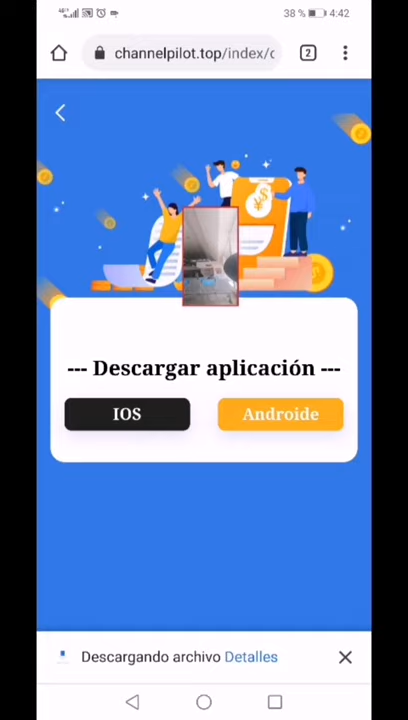 38 % 4:42
channelpilot.top/index/
2
--- Descargar aplicación ---
IOS
Androide
Descargando archivo Detalles